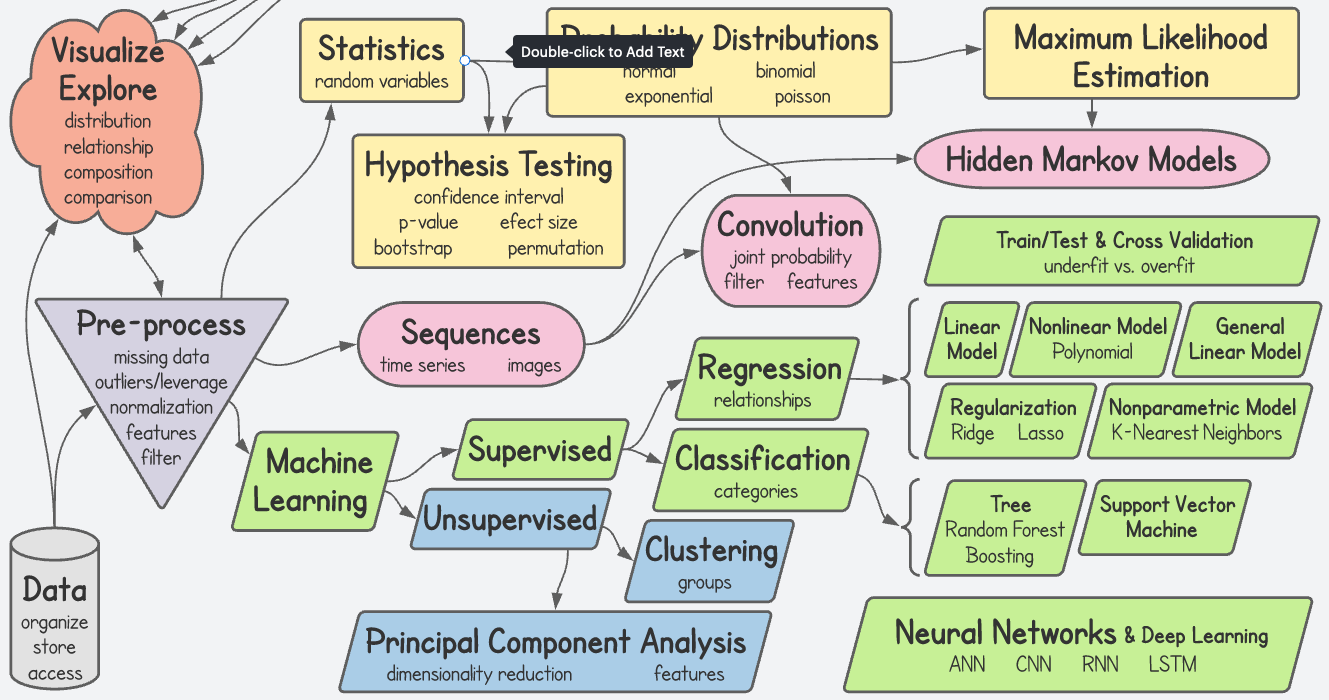 Visualize
Explore
distribution
relationship
composition
comparison
Statistics
random variables
Double-click to Add Text
Probability Distributions
normal binomial
exponential poisson
Maximum Likelihood
Estimation
Hypothesis Testing
confidence interval
p-value efect size
bootstrap permutation
Hidden Markov Models
Convolution
joint probability
filter features
Train/Test & Cross Validation
underfit vs. overfit
Pre-process
missing data
outliers/leverage
normalization
features
filter
Sequences
time series images
Regression
relationships
Linear
Model
Nonlinear Model
Polynomial
General
Linear Model
Regularization
Ridge Lasso
Nonparametric Model
K-Nearest Neighbors
Machine
Learning
Supervised
Classification
categories
Unsupervised
Clustering
groups
Tree
Random Forest
Boosting
Support Vector
Machine
Data
organize
store
access
Principal Component Analysis
dimensionality reduction features
Neural Networks & Deep Learning
ANN CNN RNN LSTM